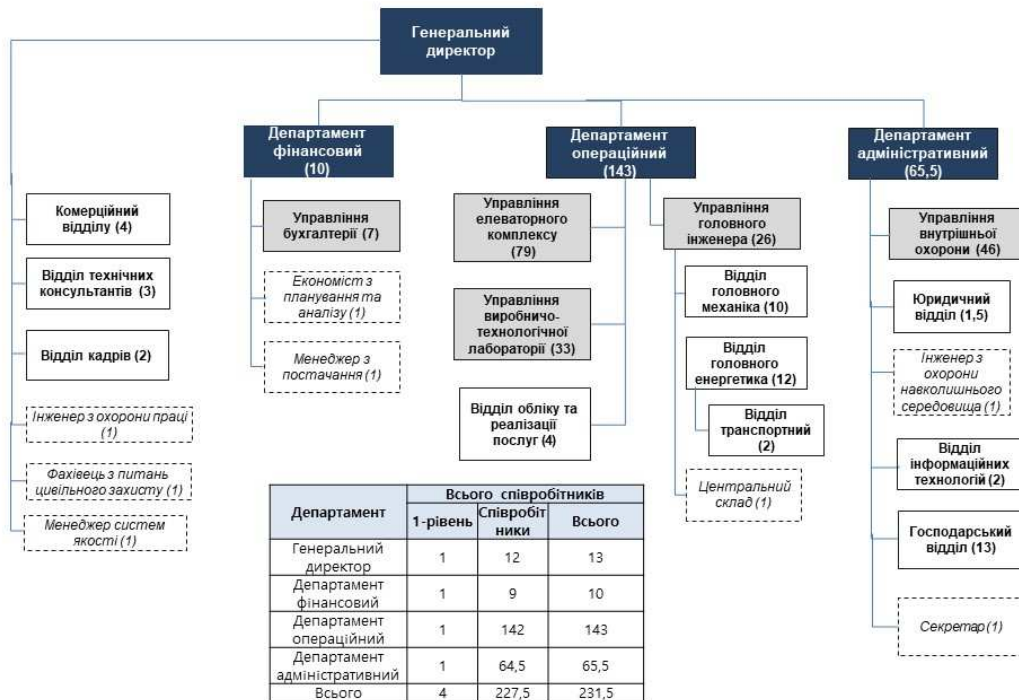 Генеральний
директор
Департамент
фінансовий
(10)
Департамент
операційний
(143)
Департамент
адміністративний
(65,5)
Комерційний
відділу (4)
Відділ технічних
консультантів (3)
Відділ кадрів (2)
Інженер з охорони праці
(1)
Фахівець з питань
цивільного захисту (1)
Менеджер систем
якості (1)
Управління
бухгалтерії (7)
Економіст з
планування та
аналізу (1)
Менеджер з
постачання (1)
Управління
елеваторного
комплексу
(79)
Управління
виробничо-
технологічної
лабораторії (33)
Відділ обліку та
реалізації
послуг (4)
Управління
головного
інженера (26)
Відділ
головного
механіка (10)
Відділ
головного
енергетика (12)
Відділ
транспортний
(2)
Центральний
склад (1)
Управління
внутрішньої
охорони (46)
Юридичний
відділ (1,5)
Інженер з
охорони
навколишнього
середовища (1)
Відділ
інформаційних
технологій (2)
Господарський
відділ (13)
Секретар (1)
Департамент
Всього співробітників
1-рівень
Співробіт
ники
Всього
Генеральний
директор
1 12 13
Департамент
фінансовий
1 9 10
Департамент
операційний
1 142 143
Департамент
адміністративний
1 64,5 65,5
Всього 4 227,5 231,5